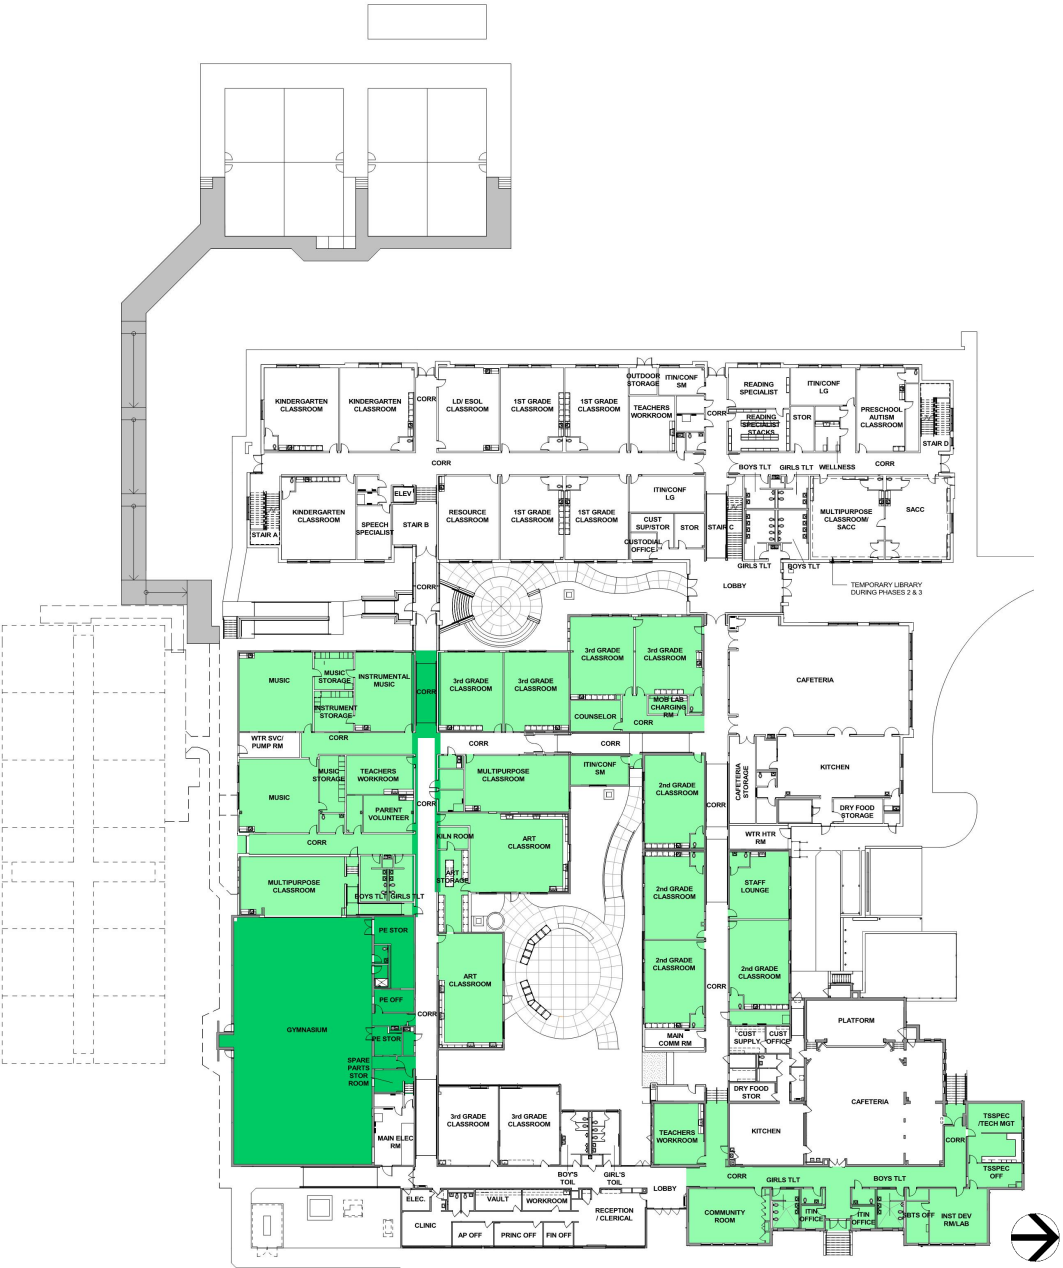 KINDERGARTEN
CLASSROOM
KINDERGARTEN
CLASSROOM
CORR
LD/ ESOL
CLASSROOM
1ST GRADE
CLASSROOM
1ST GRADE
CLASSROOM
OUTDOOR
STORAGE
ITIN/CONF
SM
TEACHERS
WORKROOM
CORR
READING
SPECIALIST
READING
SPECIALIST
STACKS
ITIN/CONF
LG
STOR
PRESCHOOL
AUTISM
CLASSROOM
STAIR D
CORR
BOYS TLT
GIRLS TLT
WELLNESS
CORR
KINDERGARTEN
CLASSROOM
STAIR A
SPEECH
SPECIALIST
ELEV
STAIR B
RESOURCE
CLASSROOM
1ST GRADE
CLASSROOM
1ST GRADE
CLASSROOM
ITIN/CONF
LG
CUST
SUP/STOR
STOR
CUSTODIAL
OFFICE
STAIR C
MULTIPURPOSE
CLASSROOM/
SACC
SACC
GIRLS TLT
BOYS TLT
CORR
LOBBY
TEMPORARY LIBRARY
DURING PHASES 2 & 3
MUSIC
MUSIC
STORAGE
INSTRUMENTAL
MUSIC
INSTRUMENT
STORAGE
CORR
3rd GRADE
CLASSROOM
3rd GRADE
CLASSROOM
3rd GRADE
CLASSROOM
3rd GRADE
CLASSROOM
MOB LAB
CHARGING
RM
COUNSELOR
CORR
CAFETERIA
WTR SVC/
PUMP RM
CORR
CORR
CORR
MUSIC
MUSIC
STORAGE
TEACHERS
WORKROOM
PARENT
VOLUNTEER
CORR
CORR
MULTIPURPOSE
CLASSROOM
ITIN/CONF
SM
2nd GRADE
CLASSROOM
CORR
CAFETERIA
STORAGE
KITCHEN
DRY FOOD
STORAGE
WTR HTR
RM
KILN ROOM
ART
CLASSROOM
ART
STORAGE
MULTIPURPOSE
CLASSROOM
BOYS TLT
GIRLS TLT
2nd GRADE
CLASSROOM
STAFF
LOUNGE
PE STOR
GYMNASIUM
PE OFF
PE STOR
SPARE
PARTS
STOR
ROOM
CORR
ART
CLASSROOM
2nd GRADE
CLASSROOM
CORR
2nd GRADE
CLASSROOM
MAIN
COMM RM
CUST
SUPPLY
CUST
OFFICE
PLATFORM
DRY FOOD
STOR
CAFETERIA
KITCHEN
MAIN ELEC
RM
3rd GRADE
CLASSROOM
3rd GRADE
CLASSROOM
TEACHERS
WORKROOM
TSSPEC
/TECH MGT
CORR
TSSPEC
OFF
BOY'S
TOIL
GIRL'S
TOIL
LOBBY
CORR
GIRLS TLT
BOYS TLT
ELEC.
VAULT
WORKROOM
RECEPTION
/ CLERICAL
CLINIC
AP OFF
PRINC OFF
FIN OFF
COMMUNITY
ROOM
ITIN
OFFICE
ITIN
OFFICE
INST DEV
RM/LAB